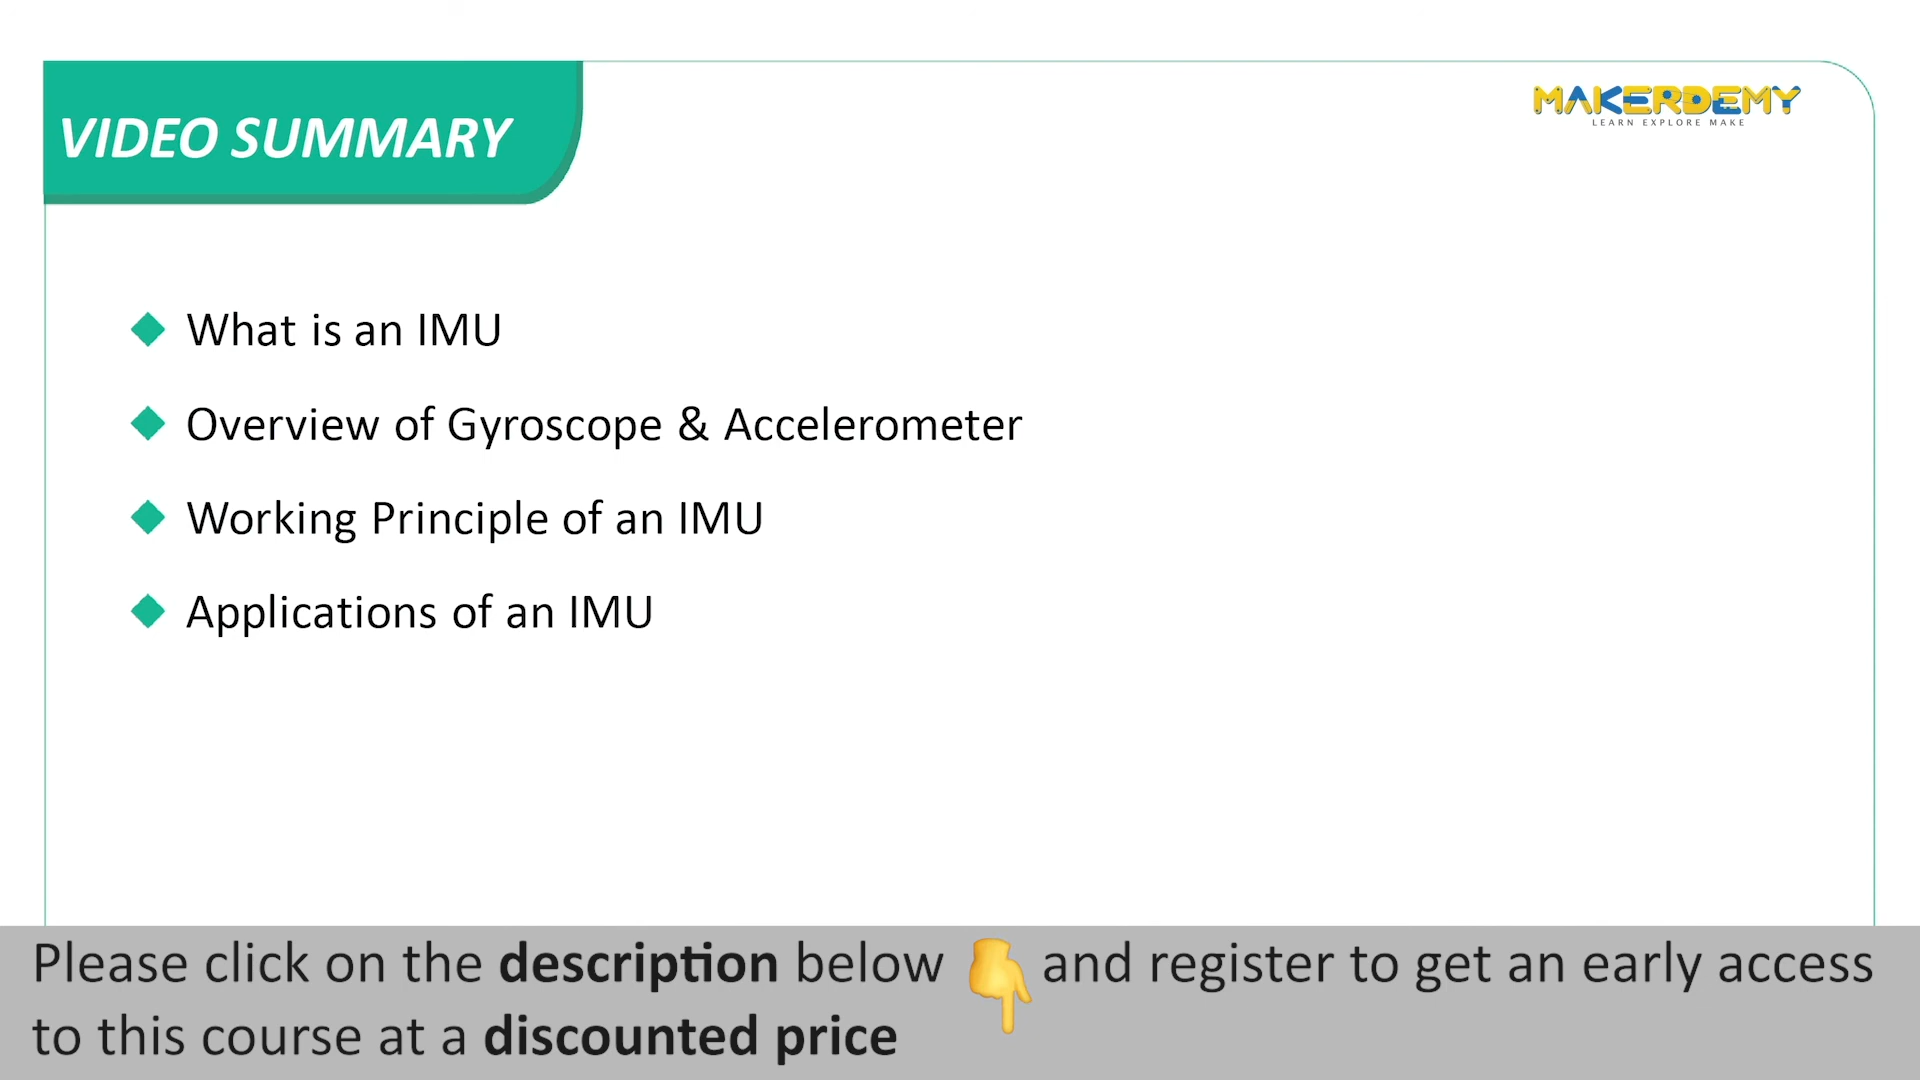 VIDEO SUMMARY
MAKERDEMY
LEARN EXPLORE MAKE
What is an IMU
Overview of Gyroscope & Accelerometer
Working Principle of an IMU
Applications of an IMU
Please click on the description below 👇 and register to get an early access
to this course at a discounted price